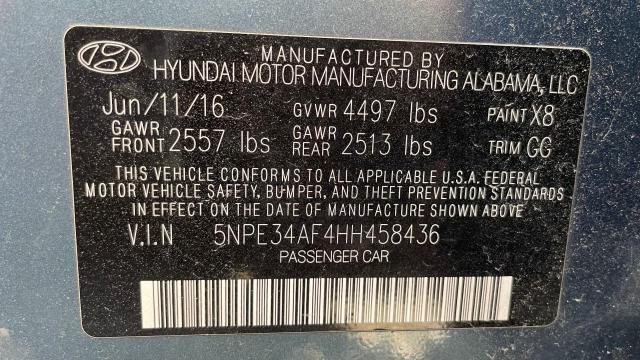 MANUFACTURED BY
HYUNDAI MOTOR MANUFACTURING ALABAMA, LLC
Jun/11/16 GVWR 4497 lbs PAINT X8
GAWR FRONT 2557 lbs GAWR REAR 2513 lbs TRIM GG
THIS VEHICLE CONFORMS TO ALL APPLICABLE U.S.A. FEDERAL
MOTOR VEHICLE SAFETY, BUMPER, AND THEFT PREVENTION STANDARDS
IN EFFECT ON THE DATE OF MANUFACTURE SHOWN ABOVE
V.I.N 5NPE34AF4HH458436
PASSENGER CAR